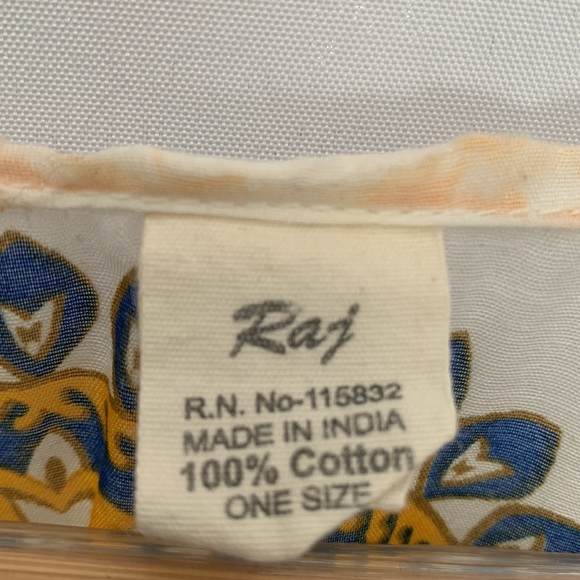 Raj
R.N. No-115832
MADE IN INDIA
100% Cotton
ONE SIZE